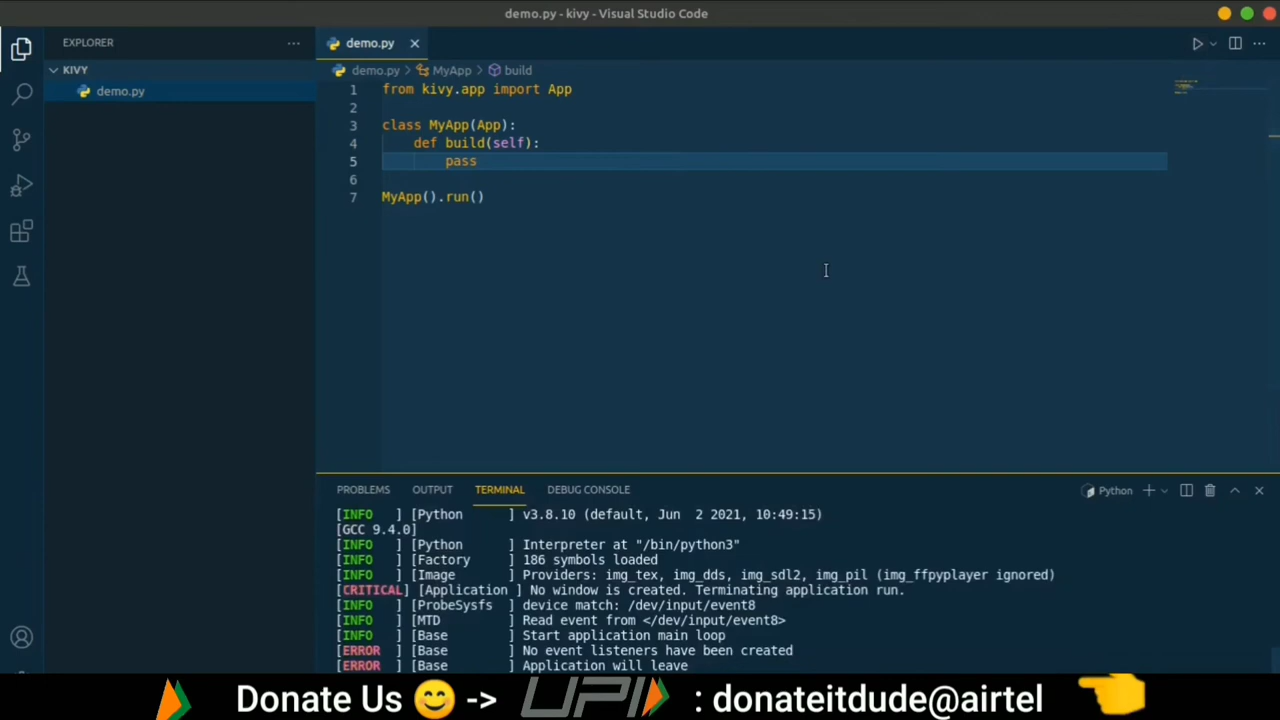 demo.py - kivy - Visual Studio Code
EXPLORER
demo.py
KIVY
demo.py > MyApp > build
demo.py
1 from kivy.app import App
2
3 class MyApp(App):
4 def build(self):
5 pass
6
7 MyApp().run()
PROBLEMS OUTPUT TERMINAL DEBUG CONSOLE
Python
[INFO ] [Python ] v3.8.10 (default, Jun 2 2021, 10:49:15)
[GCC 9.4.0]
[INFO ] [Python ] Interpreter at "/bin/python3"
[INFO ] [Factory ] 186 symbols loaded
[INFO ] [Image ] Providers: img_tex, img_dds, img_sdl2, img_pil (img_ffpyplayer ignored)
[CRITICAL] [Application ] No window is created. Terminating application run.
[INFO ] [ProbeSysfs ] device match: /dev/input/event8
[INFO ] [MTD ] Read event from </dev/input/event8>
[INFO ] [Base ] Start application main loop
[ERROR ] [Base ] No event listeners have been created
[ERROR ] [Base ] Application will leave
Donate Us 😊 -> UPI : donateitdude@airtel